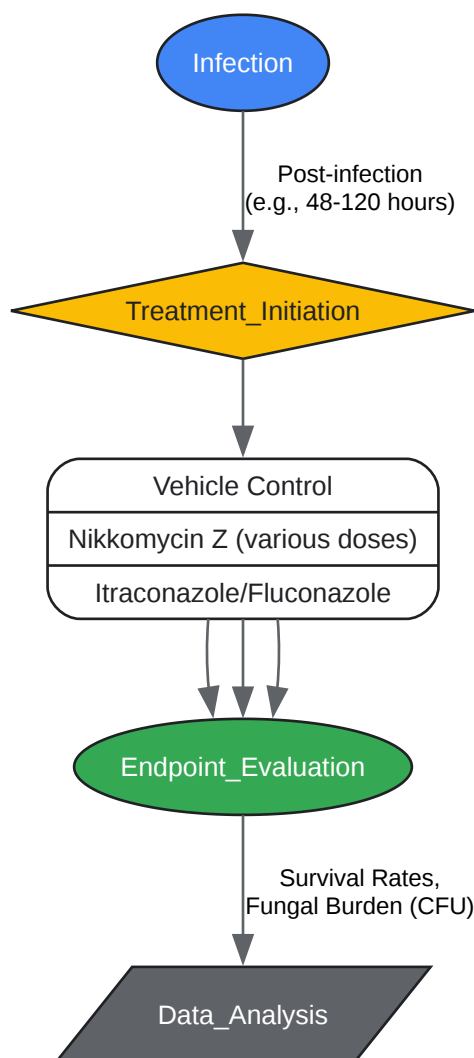 Infection
Post-infection
(e.g., 48-120 hours)
Treatment_Initiation
Vehicle Control
Nikkomycin Z (various doses)
Itraconazole/Fluconazole
Endpoint_Evaluation
Survival Rates,
Fungal Burden (CFU)
Data_Analysis